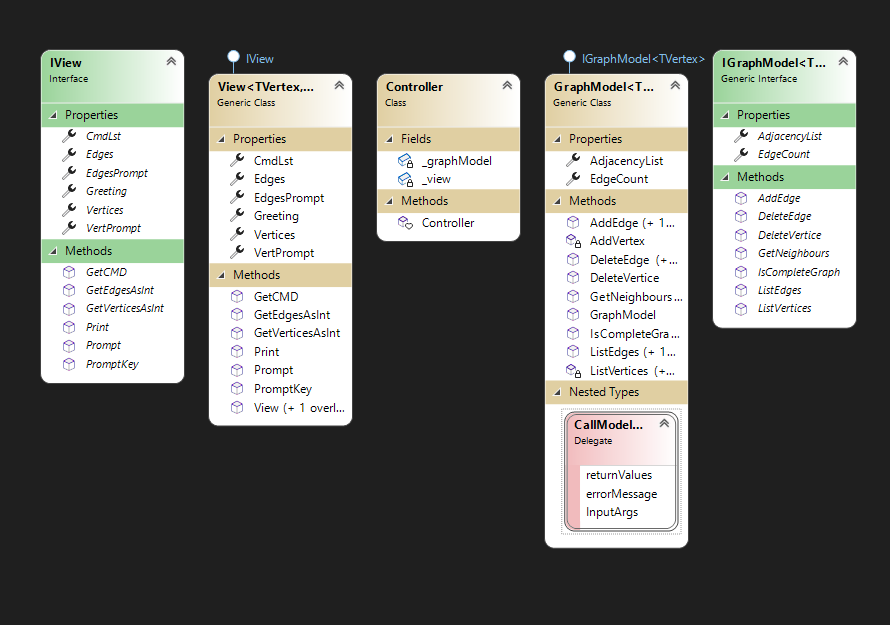 IView
Interface
Properties
CmdLst
Edges
EdgesPrompt
Greeting
Vertices
VertPrompt
Methods
GetCMD
GetEdgesAsInt
GetVerticesAsInt
Print
Prompt
PromptKey
IView
View<TVertex,...
Generic Class
Properties
CmdLst
Edges
EdgesPrompt
Greeting
Vertices
VertPrompt
Methods
GetCMD
GetEdgesAsInt
GetVerticesAsInt
Print
Prompt
PromptKey
View (+ 1 overl...
Controller
Class
Fields
_graphModel
_view
Methods
Controller
IGraphModel<TVertex>
GraphModel<T...
Generic Class
Properties
AdjacencyList
EdgeCount
Methods
AddEdge (+ 1...
AddVertex
DeleteEdge (+...
DeleteVertice
GetNeighbours...
GraphModel
IsCompleteGra...
ListEdges (+ 1...
ListVertices (+...
Nested Types
CallModel...
Delegate
returnValues
errorMessage
InputArgs
IGraphModel<T...
Generic Interface
Properties
AdjacencyList
EdgeCount
Methods
AddEdge
DeleteEdge
DeleteVertice
GetNeighbours
IsCompleteGraph
ListEdges
ListVertices